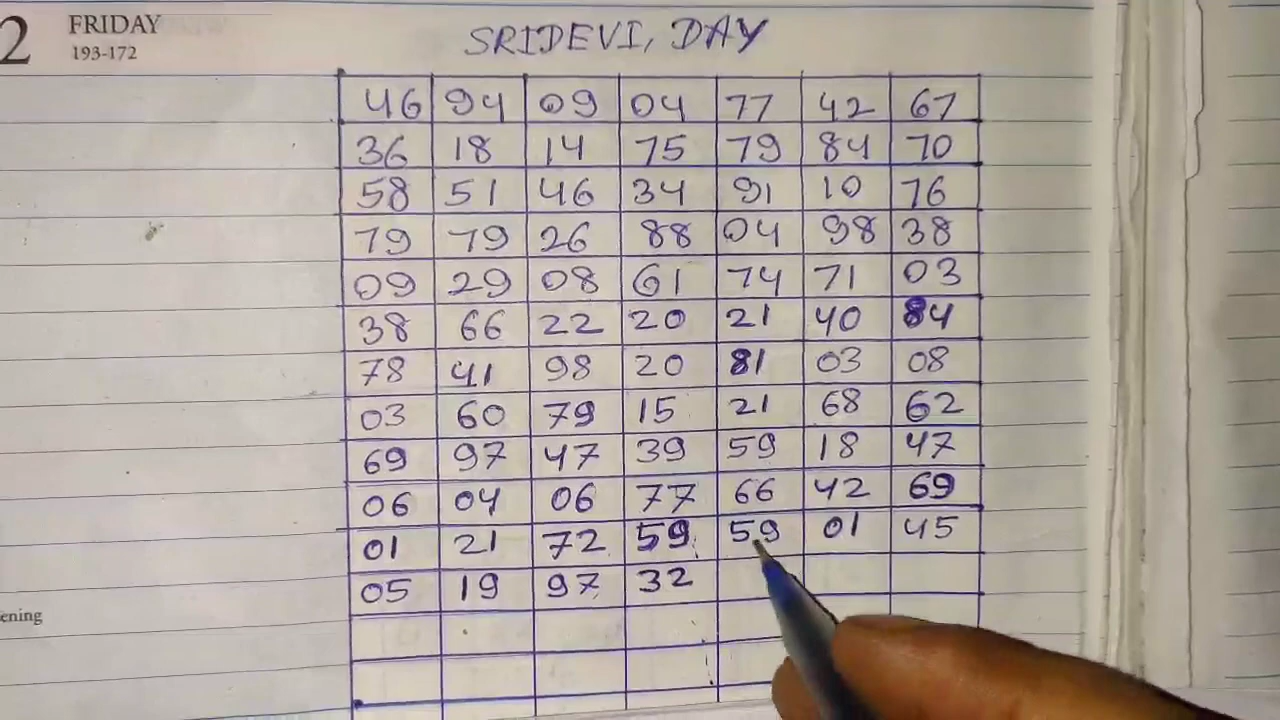 2 FRIDAY
193-172
SRIDEVI, DAY
46 94 09 04 77 42 67
36 18 14 75 79 84 70
58 51 46 34 91 10 76
79 79 26 88 04 98 38
09 29 08 61 74 71 03
38 66 22 20 21 40 84
78 41 98 20 81 03 08
03 60 79 15 21 68 62
69 97 47 39 59 18 47
06 04 06 77 66 42 69
01 21 72 59 59 01 45
05 19 97 32
ening